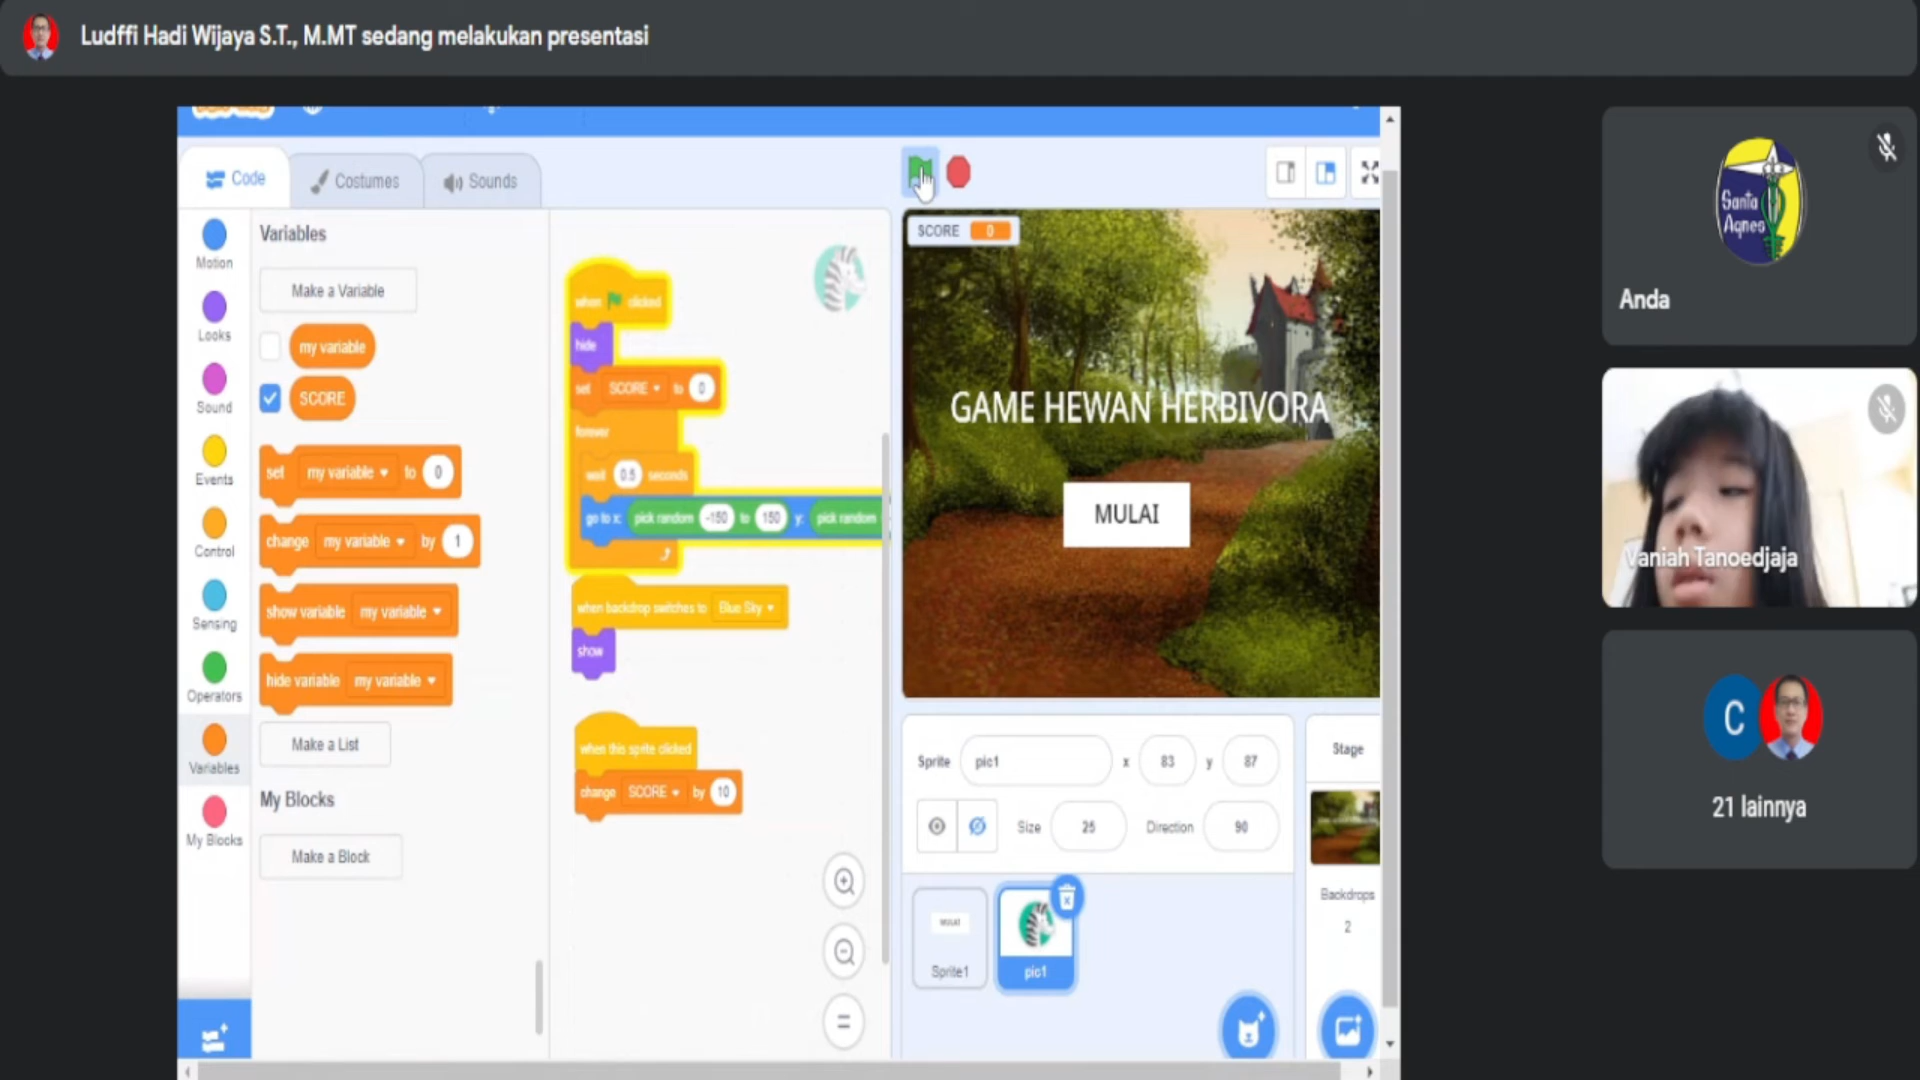 Ludffi Hadi Wijaya S.T., M.MT sedang melakukan presentasi
Code
Costumes
Sounds
Motion
Looks
Sound
Events
Control
Sensing
Operators
Variables
My Blocks
Variables
Make a Variable
my variable
SCORE
set my variable to 0
change my variable by 1
show variable my variable
hide variable my variable
Make a List
My Blocks
Make a Block
when clicked
hide
set SCORE to 0
forever
wait 0.5 seconds
go to x: pick random -150 to 150 y: pick random
when backdrop switches to Blue Sky
show
when this sprite clicked
change SCORE by 10
SCORE 0
GAME HEWAN HERBIVORA
MULAI
Sprite pic1 x 83 y 87
Size 25 Direction 90
MULAI
Sprite1
pic1
Stage
Backdrops
2
Santa
Agnes
Anda
Vaniah Tanoedjaja
C
21 lainnya